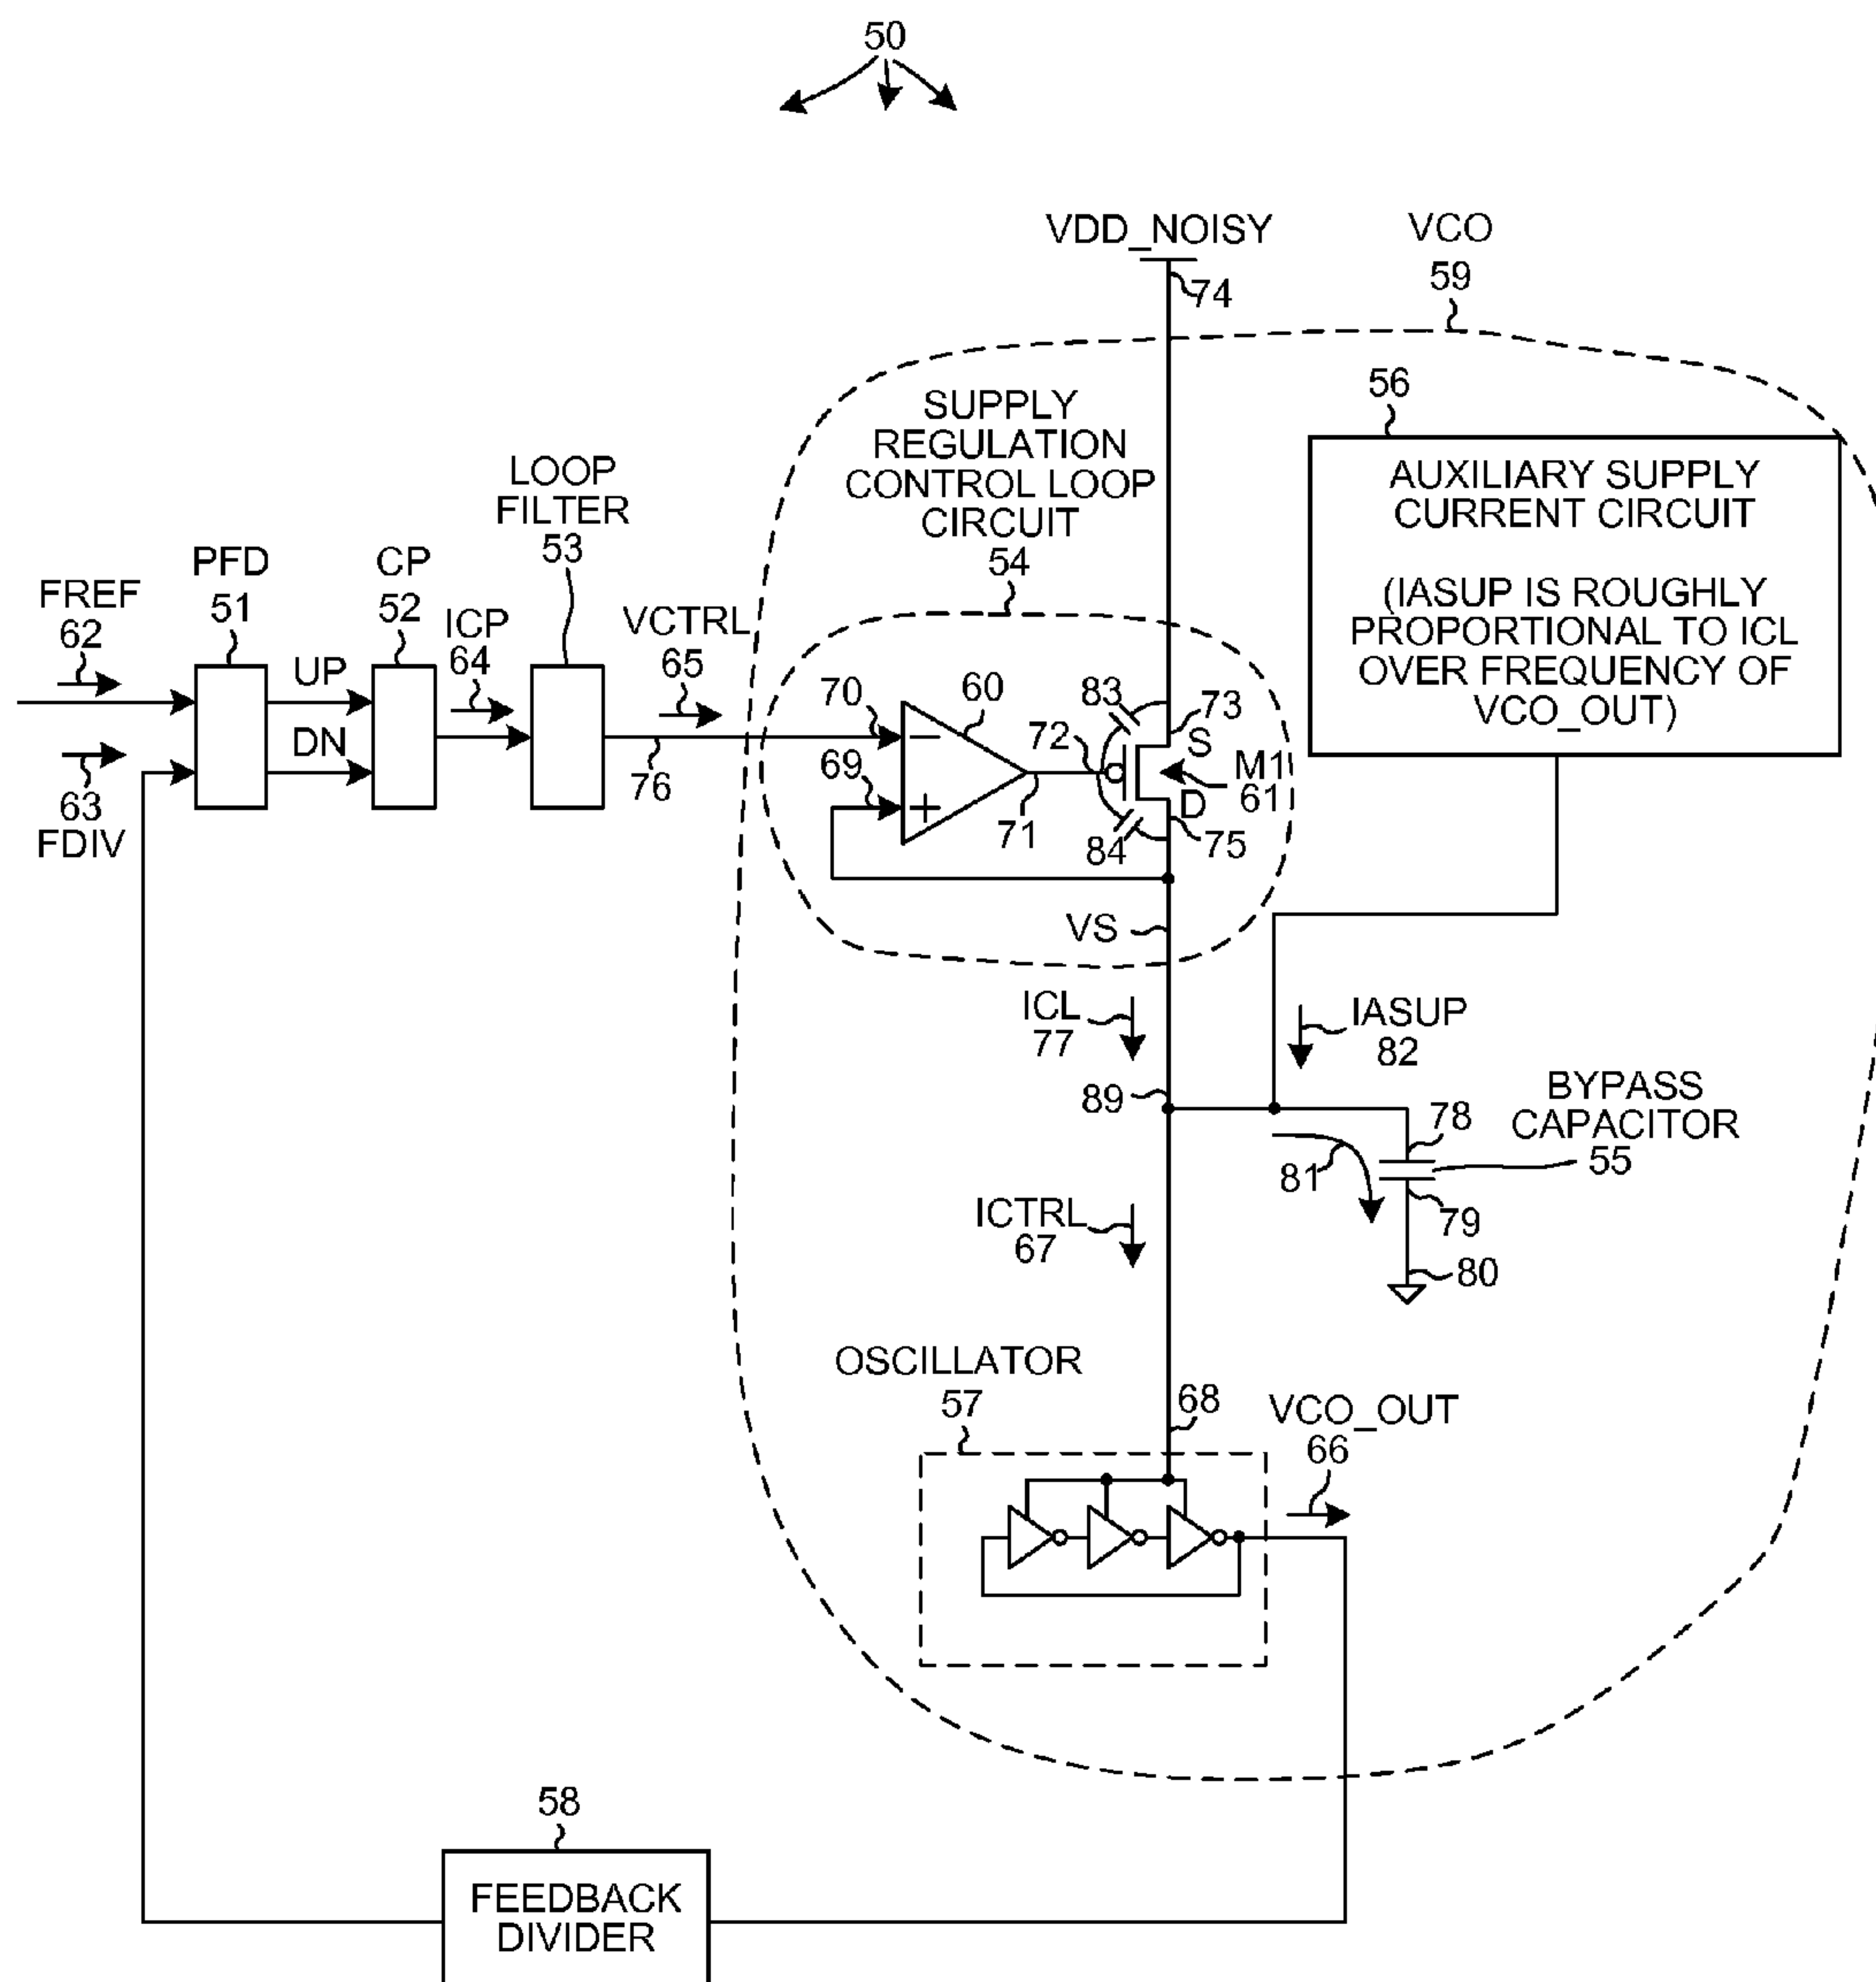 50
VDD_NOISY
74
VCO
59
56
AUXILIARY SUPPLY
CURRENT CIRCUIT
(IASUP IS ROUGHLY
PROPORTIONAL TO ICL
OVER FREQUENCY OF
VCO_OUT)
SUPPLY
REGULATION
CONTROL LOOP
CIRCUIT
54
LOOP
FILTER
53
PFD
51
CP
52
FREF
62
ICP
64
VCTRL
65
UP
DN
63
FDIV
76
70
69
60
–
+
71
72
83
73
S
M1
61
D
84
75
VS
ICL
77
IASUP
82
89
BYPASS
CAPACITOR
55
78
81
79
80
ICTRL
67
OSCILLATOR
57
68
VCO_OUT
66
58
FEEDBACK
DIVIDER